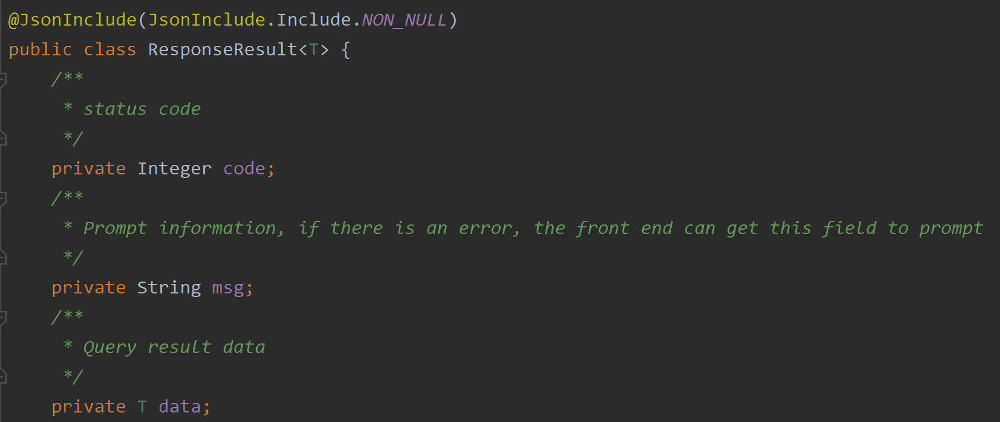 @JsonInclude(JsonInclude.Include.NON_NULL)
public class ResponseResult<T> {
    /**
     * status code
     */
    private Integer code;
    /**
     * Prompt information, if there is an error, the front end can get this field to prompt
     */
    private String msg;
    /**
     * Query result data
     */
    private T data;